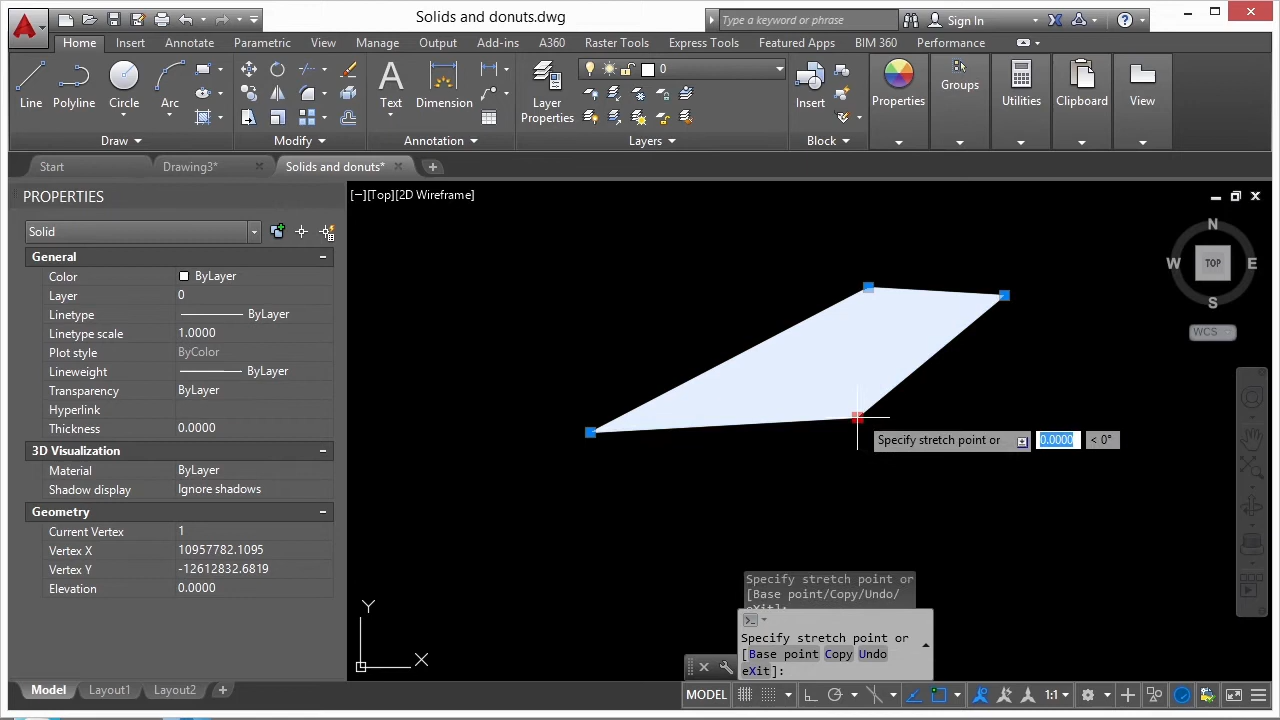 Solids and donuts.dwg
Type a keyword or phrase
Sign In
Home Insert Annotate Parametric View Manage Output Add-ins A360 Raster Tools Express Tools Featured Apps BIM 360 Performance
0
Line Polyline Circle Arc
Text Dimension
Layer Properties
Insert
Properties Groups Utilities Clipboard View
Draw Modify Annotation Layers Block
Start Drawing3* Solids and donuts*
PROPERTIES
[−][Top][2D Wireframe]
Solid
General
Color ByLayer
Layer 0
Linetype ByLayer
Linetype scale 1.0000
Plot style ByColor
Lineweight ByLayer
Transparency ByLayer
Hyperlink
Thickness 0.0000
3D Visualization
Material ByLayer
Shadow display Ignore shadows
Geometry
Current Vertex 1
Vertex X 10957782.1095
Vertex Y -12612832.6819
Elevation 0.0000
N
W TOP E
S
WCS
Specify stretch point or 0.0000 < 0°
Specify stretch point or
[Base point/Copy/Undo/
eXit]:
Specify stretch point or
[Base point Copy Undo
eXit]:
Y
X
Model Layout1 Layout2
MODEL 1:1